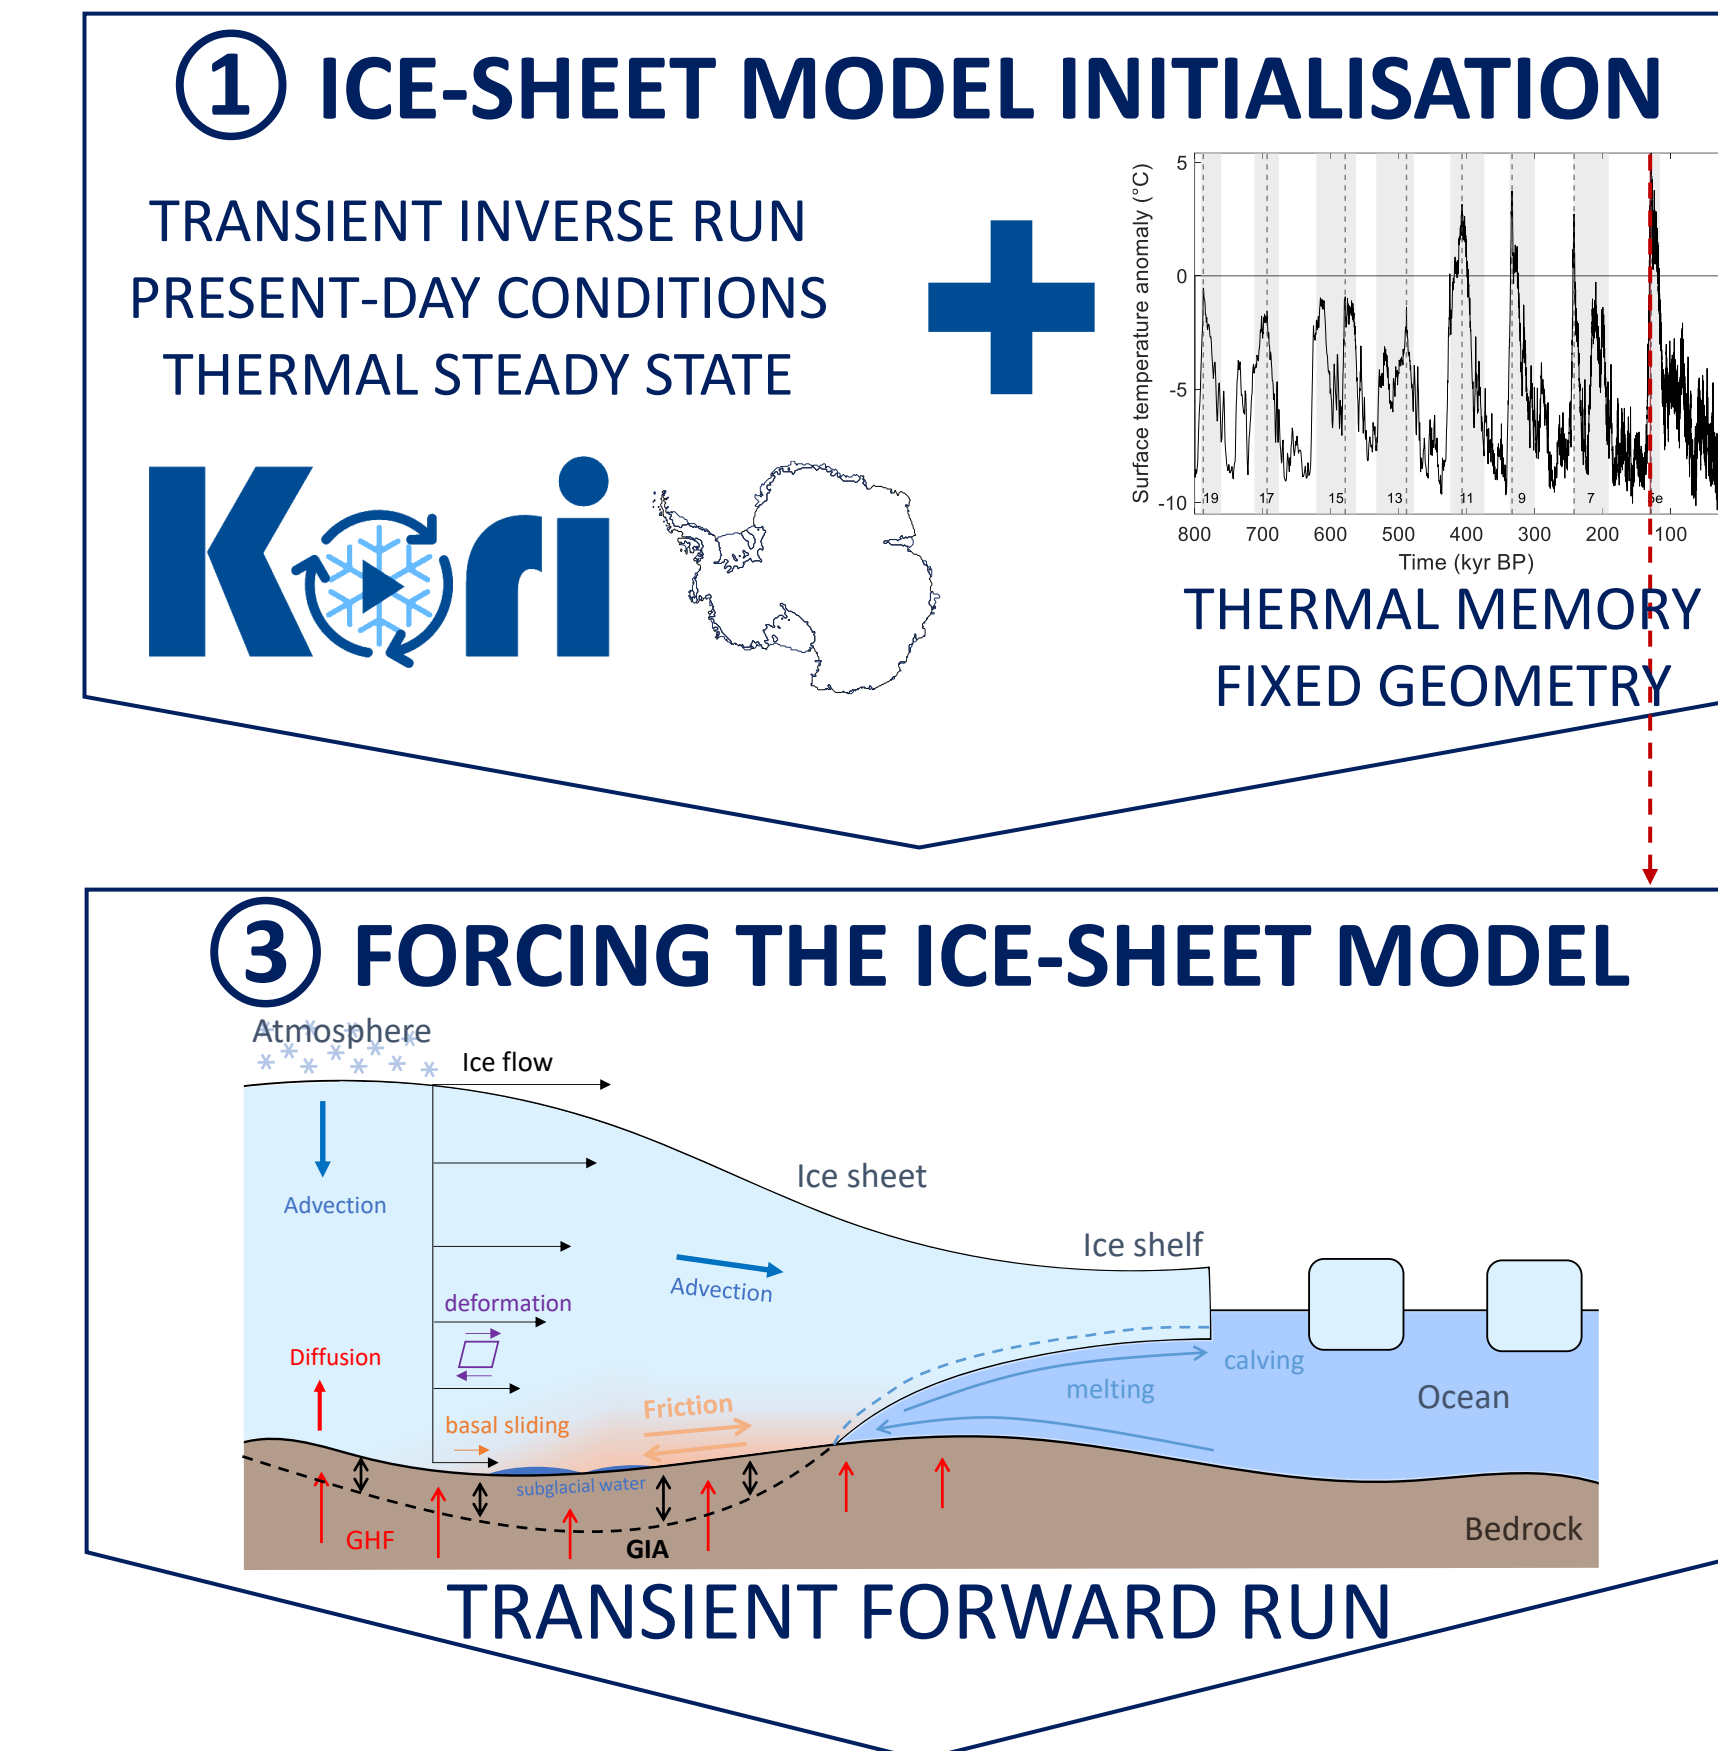 1 ICE-SHEET MODEL INITIALISATION
TRANSIENT INVERSE RUN
PRESENT-DAY CONDITIONS
THERMAL STEADY STATE
Kori
Surface temperature anomaly (°C)
5
0
-5
-10
19 17 15 13 11 9 7 5e
800 700 600 500 400 300 200 100
Time (kyr BP)
THERMAL MEMORY
FIXED GEOMETRY
3 FORCING THE ICE-SHEET MODEL
Atmosphere
Ice flow
Ice sheet
Advection
Ice shelf
Advection
deformation
Diffusion
calving
melting
Ocean
Friction
basal sliding
subglacial water
GHF
GIA
Bedrock
TRANSIENT FORWARD RUN